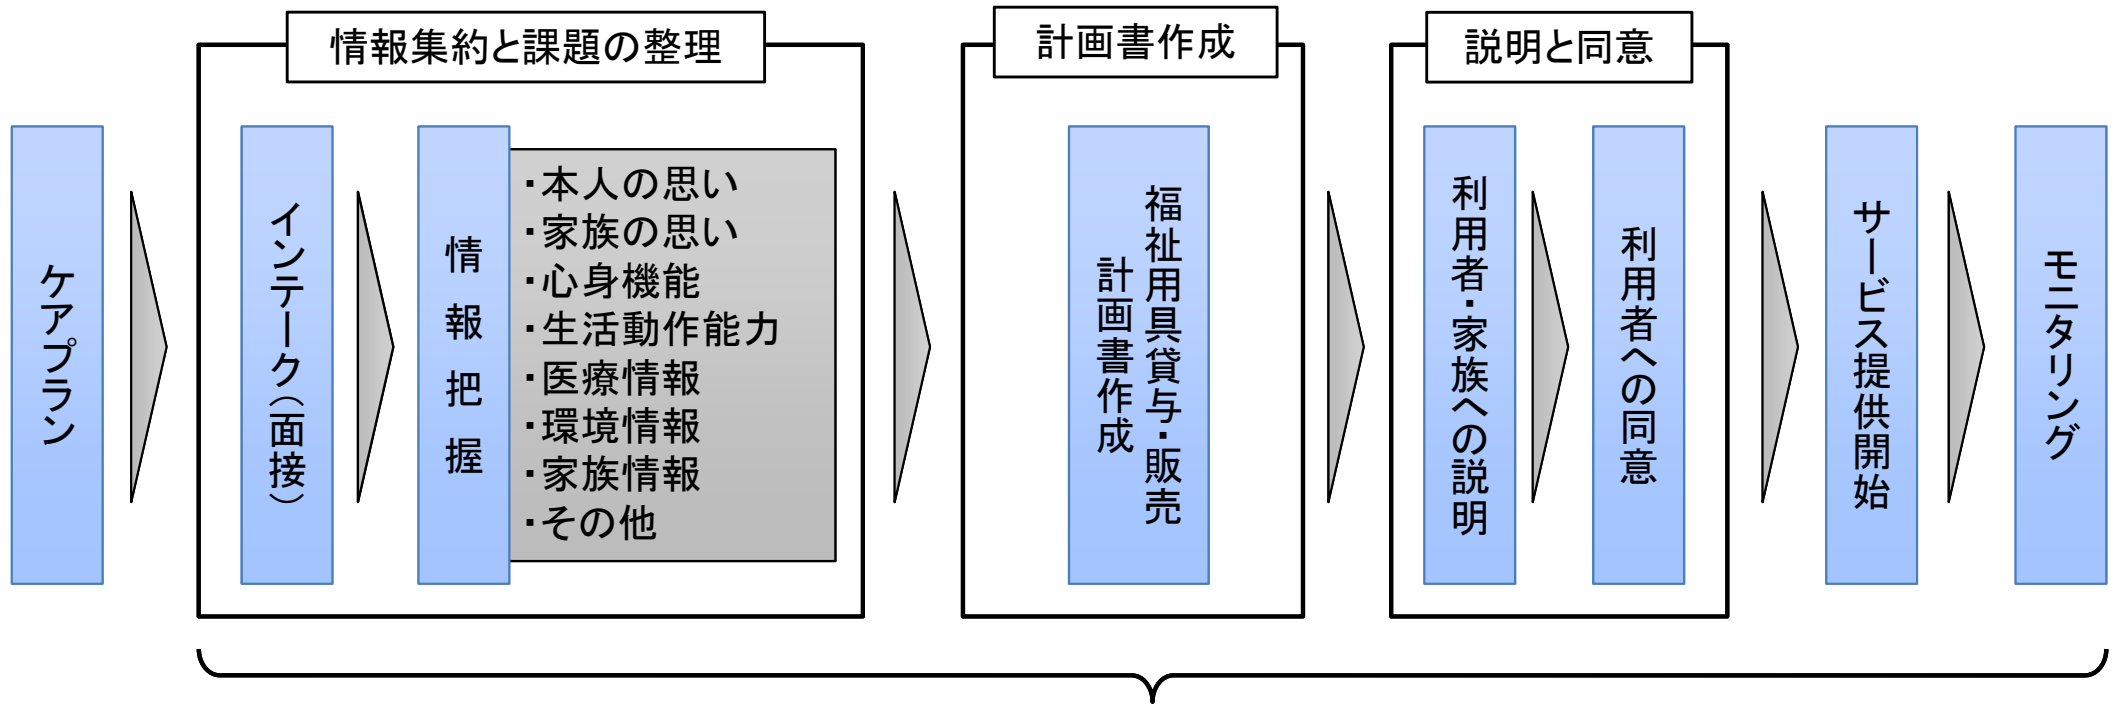 情報集約と課題の整理
計画書作成
説明と同意
ケアプラン
インテーク（面接）
情報把握
・本人の思い
・家族の思い
・心身機能
・生活動作能力
・医療情報
・環境情報
・家族情報
・その他
福祉用具貸与・販売
計画書作成
利用者・家族への説明
利用者への同意
サービス提供開始
モニタリング